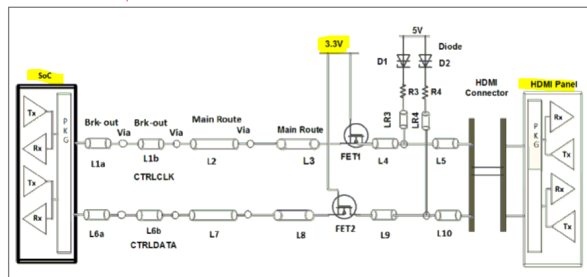 5V
3.3V
Diode
D1
D2
SoC
HDMI
Connector
HDMI Panel
R3
R4
Tx
PKG
Brk-out
Via
Brk-out
Via
Main Route
Via
Main Route
LR3
LR4
PKG
Rx
Rx
L1a
L1b
L2
L3
FET1
L4
L5
Tx
CTRLCLK
Tx
Rx
Rx
Tx
L6a
L6b
L7
L8
FET2
L9
L10
CTRLDATA